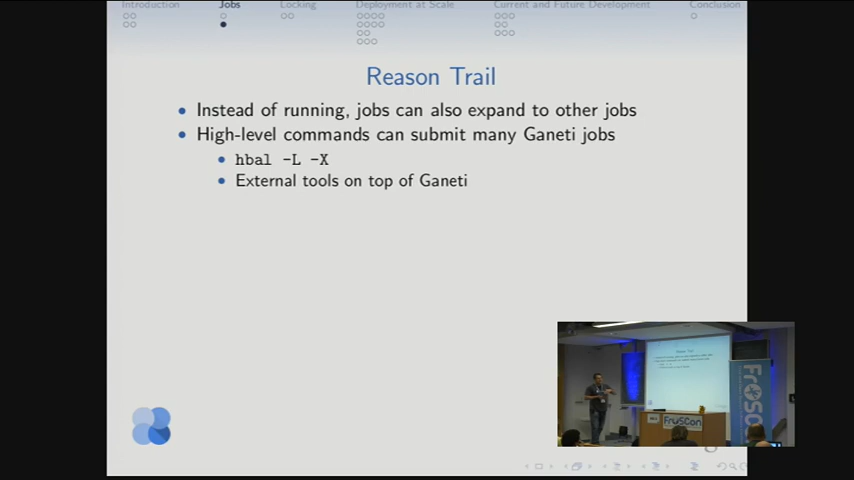 Introduction Jobs Locking Deployment at Scale Current and Future Development Conclusion
Reason Trail
Instead of running, jobs can also expand to other jobs
High-level commands can submit many Ganeti jobs
hbal -L -X
External tools on top of Ganeti
FrOSCon
FrOSC